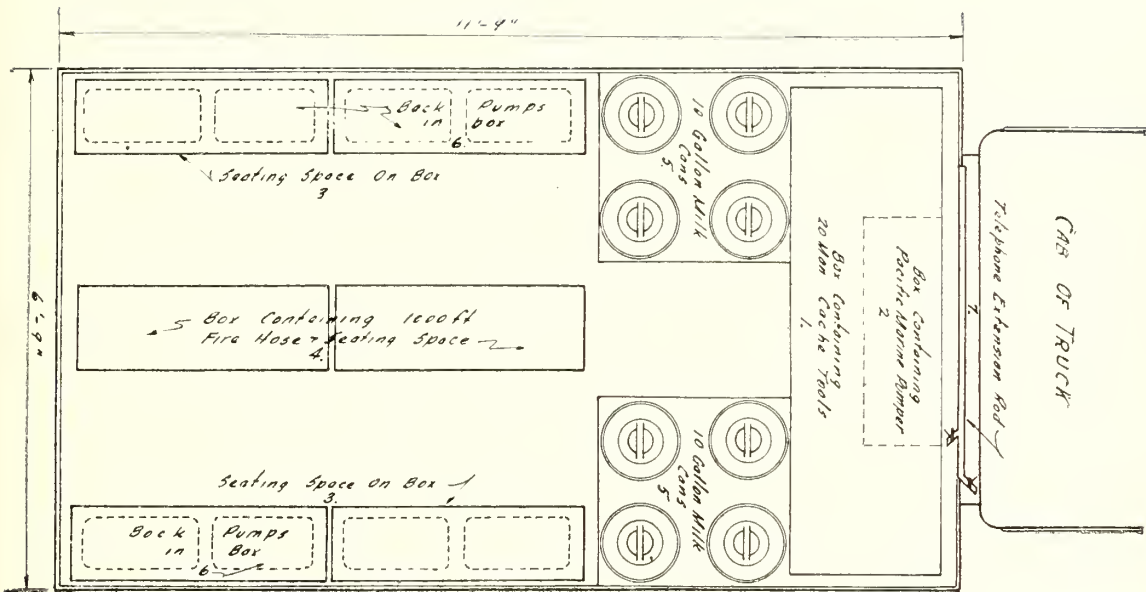 11'-9"
Back Pumps
in box
6.
Seating Space On Box
3
10 Gallon Milk
Cans
5.
Box Containing
20 Man Cache Tools
1.
Box Containing
Pacific Marine Pumper
2
7.
Telephone Extension Rod
CAB OF TRUCK
6'-9"
Box Containing 1000 ft
Fire Hose & Seating Space
4.
Seating Space On Box
3.
Back Pumps
in Box
6
10 Gallon Milk
Cans
5